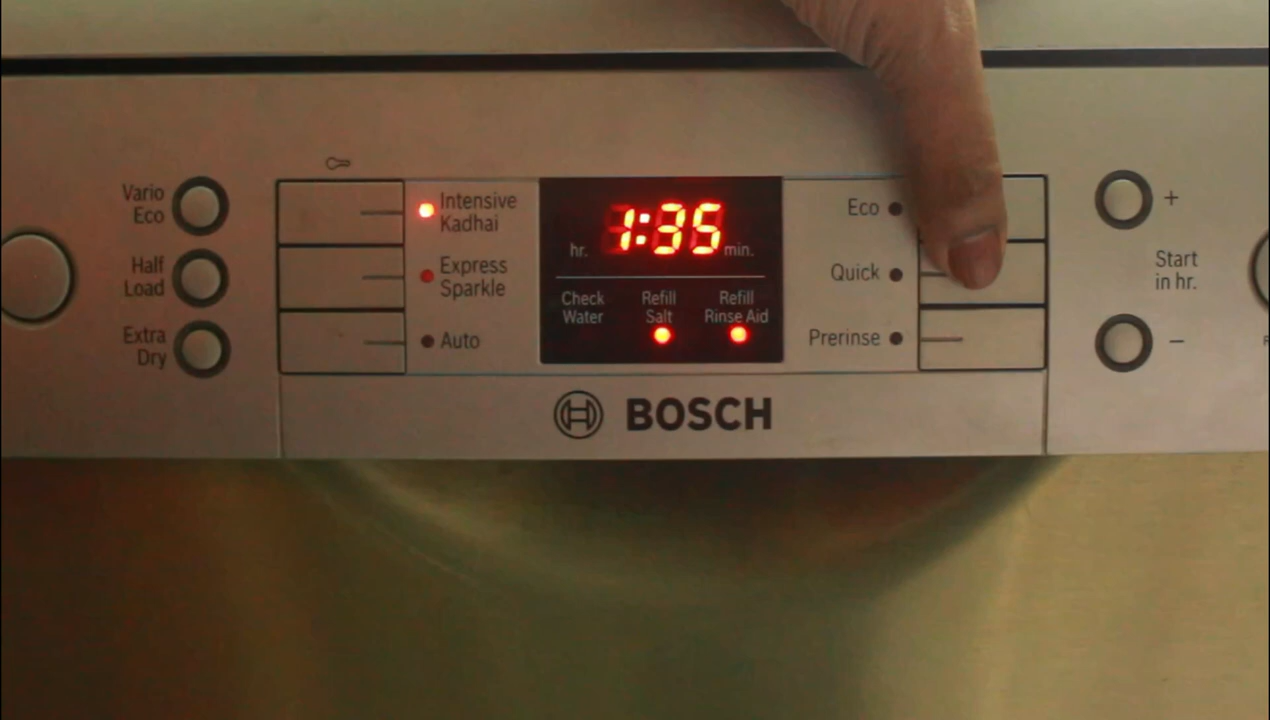 Vario
Eco
Half
Load
Extra
Dry
Intensive
Kadhai
Express
Sparkle
Auto
1:35
hr.
min.
Check
Water
Refill
Salt
Refill
Rinse Aid
Eco
Quick
Prerinse
+
Start
in hr.
−
BOSCH